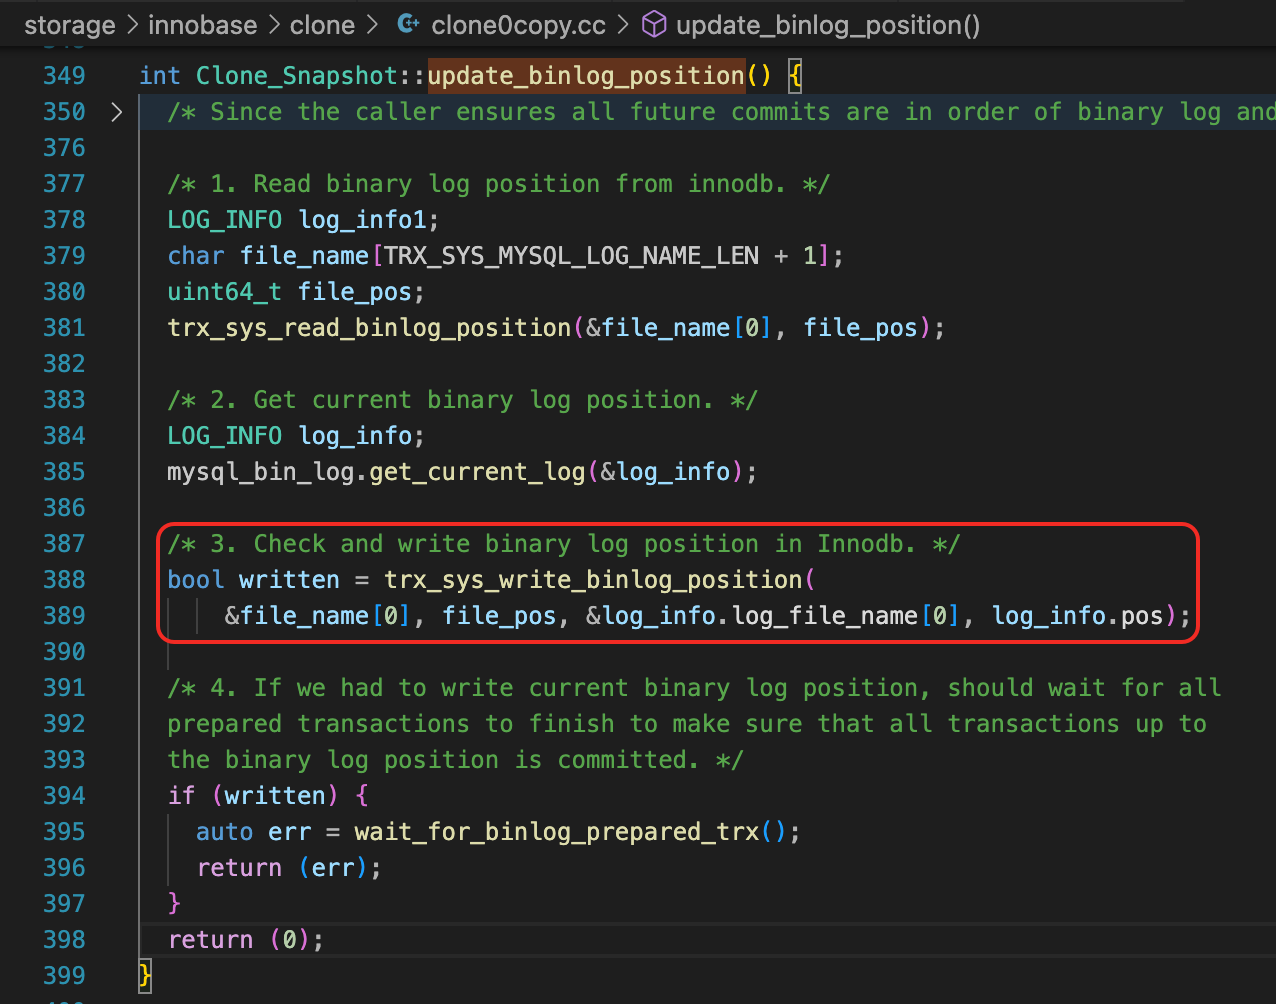 storage > innobase > clone > C++ clone0copy.cc > update_binlog_position()
349 int Clone_Snapshot::update_binlog_position() {
350 > /* Since the caller ensures all future commits are in order of binary log and
376
377 /* 1. Read binary log position from innodb. */
378 LOG_INFO log_info1;
379 char file_name[TRX_SYS_MYSQL_LOG_NAME_LEN + 1];
380 uint64_t file_pos;
381 trx_sys_read_binlog_position(&file_name[0], file_pos);
382
383 /* 2. Get current binary log position. */
384 LOG_INFO log_info;
385 mysql_bin_log.get_current_log(&log_info);
386
387 /* 3. Check and write binary log position in Innodb. */
388 bool written = trx_sys_write_binlog_position(
389 &file_name[0], file_pos, &log_info.log_file_name[0], log_info.pos);
390
391 /* 4. If we had to write current binary log position, should wait for all
392 prepared transactions to finish to make sure that all transactions up to
393 the binary log position is committed. */
394 if (written) {
395 auto err = wait_for_binlog_prepared_trx();
396 return (err);
397 }
398 return (0);
399 }